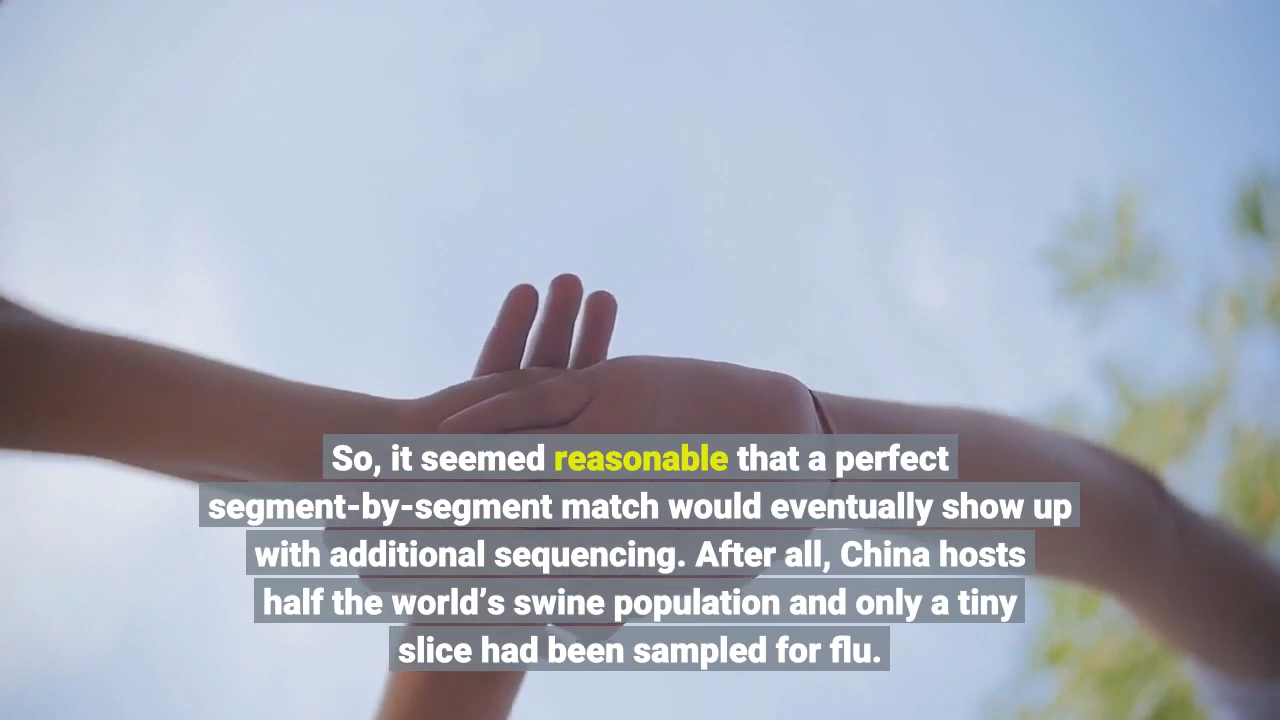 So, it seemed reasonable that a perfect
segment-by-segment match would eventually show up
with additional sequencing. After all, China hosts
half the world’s swine population and only a tiny
slice had been sampled for flu.